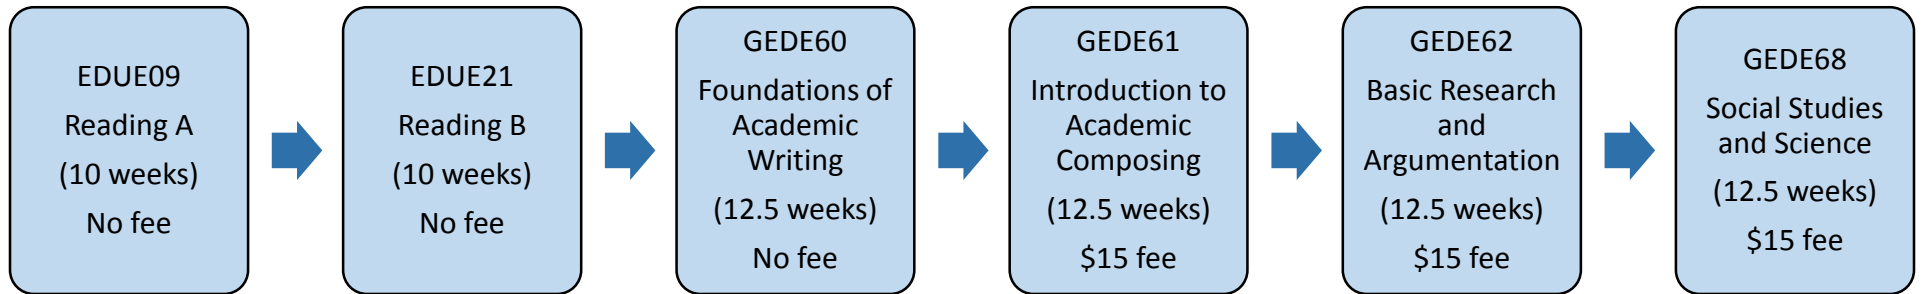 EDUE09
Reading A
(10 weeks)
No fee
EDUE21
Reading B
(10 weeks)
No fee
GEDE60
Foundations of
Academic
Writing
(12.5 weeks)
No fee
GEDE61
Introduction to
Academic
Composing
(12.5 weeks)
$15 fee
GEDE62
Basic Research
and
Argumentation
(12.5 weeks)
$15 fee
GEDE68
Social Studies
and Science
(12.5 weeks)
$15 fee